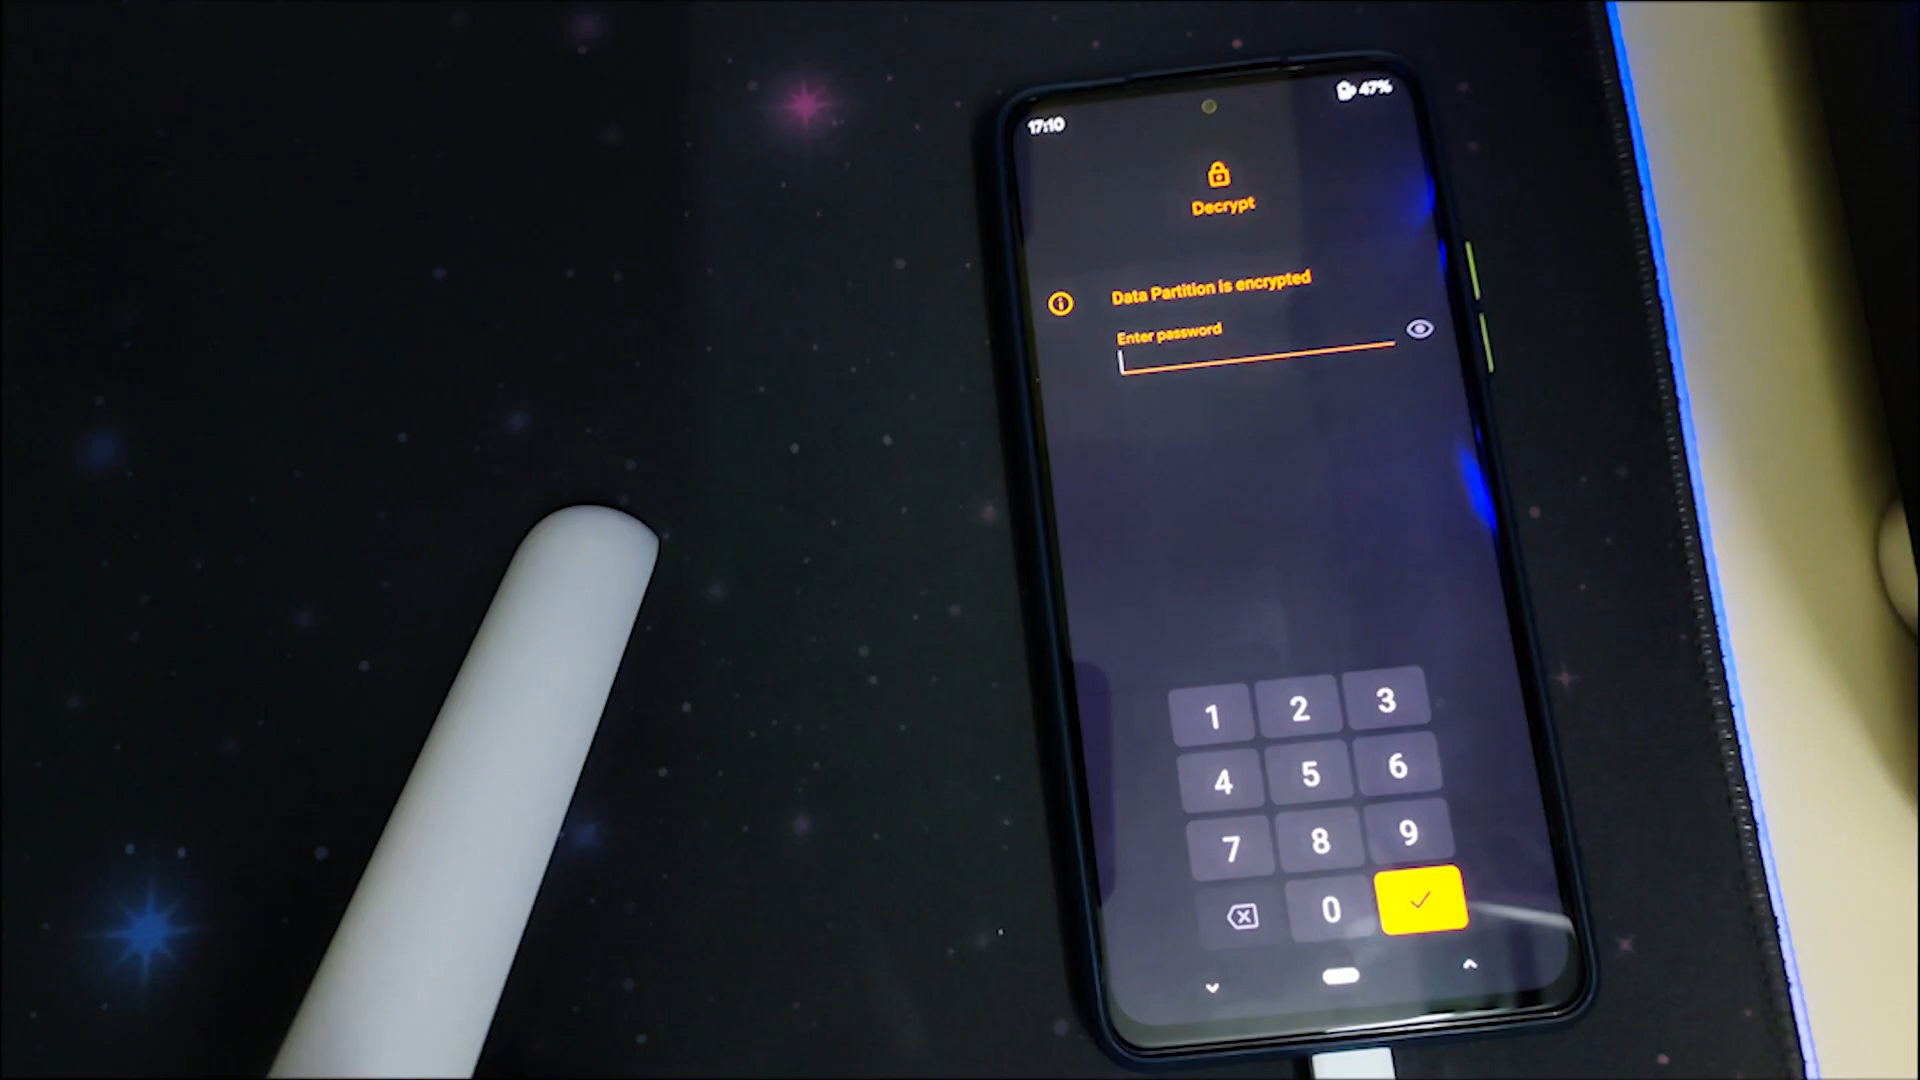 17:10
47%
Decrypt
Data Partition is encrypted
Enter password
1 2 3
4 5 6
7 8 9
0